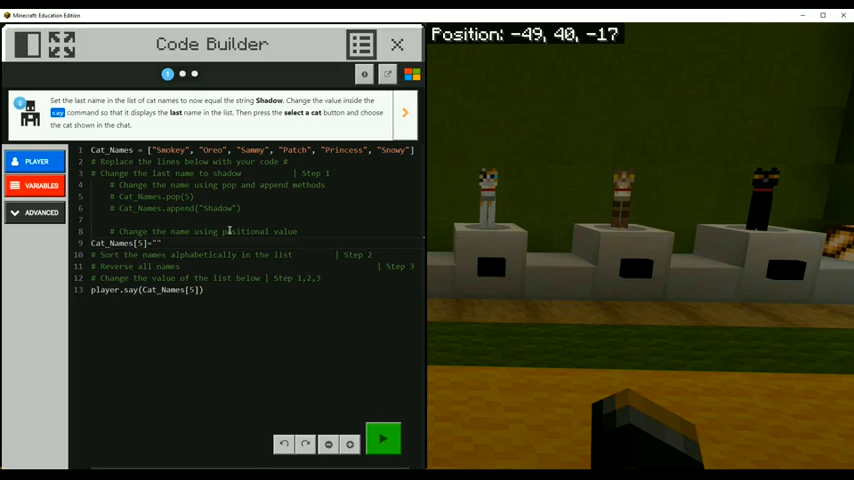 Minecraft Education Edition
Code Builder
Position: -49, 40, -17
1
Set the last name in the list of cat names to now equal the string Shadow. Change the value inside the
say command so that it displays the last name in the list. Then press the select a cat button and choose
the cat shown in the chat.
PLAYER
VARIABLES
ADVANCED
1 Cat_Names = ["Smokey", "Oreo", "Sammy", "Patch", "Princess", "Snowy"]
2 # Replace the lines below with your code #
3 # Change the last name to shadow | Step 1
4 # Change the name using pop and append methods
5 # Cat_Names.pop(5)
6 # Cat_Names.append("Shadow")
7
8 # Change the name using positional value
9 Cat_Names[5]=""
10 # Sort the names alphabetically in the list | Step 2
11 # Reverse all names | Step 3
12 # Change the value of the list below | Step 1,2,3
13 player.say(Cat_Names[5])